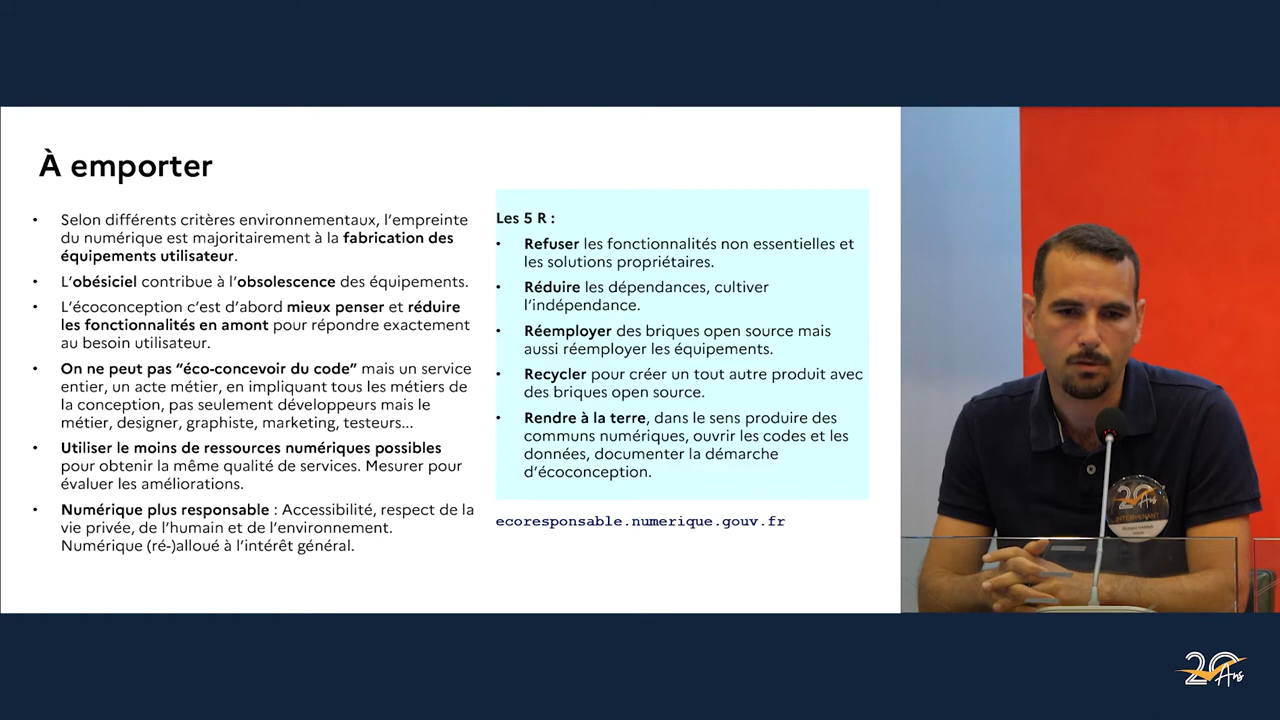 À emporter
• Selon différents critères environnementaux, l’empreinte
du numérique est majoritairement à la fabrication des
équipements utilisateur.
• L’obésiciel contribue à l’obsolescence des équipements.
• L’écoconception c’est d’abord mieux penser et réduire
les fonctionnalités en amont pour répondre exactement
au besoin utilisateur.
• On ne peut pas “éco-concevoir du code” mais un service
entier, un acte métier, en impliquant tous les métiers de
la conception, pas seulement développeurs mais le
métier, designer, graphiste, marketing, testeurs...
• Utiliser le moins de ressources numériques possibles
pour obtenir la même qualité de services. Mesurer pour
évaluer les améliorations.
• Numérique plus responsable : Accessibilité, respect de la
vie privée, de l’humain et de l’environnement.
Numérique (ré-)alloué à l’intérêt général.
Les 5 R :
• Refuser les fonctionnalités non essentielles et
les solutions propriétaires.
• Réduire les dépendances, cultiver
l’indépendance.
• Réemployer des briques open source mais
aussi réemployer les équipements.
• Recycler pour créer un tout autre produit avec
des briques open source.
• Rendre à la terre, dans le sens produire des
communs numériques, ouvrir les codes et les
données, documenter la démarche
d’écoconception.
ecoresponsable.numerique.gouv.fr
20 Ans
INTERVENANT
Richard HANNA
20 Ans